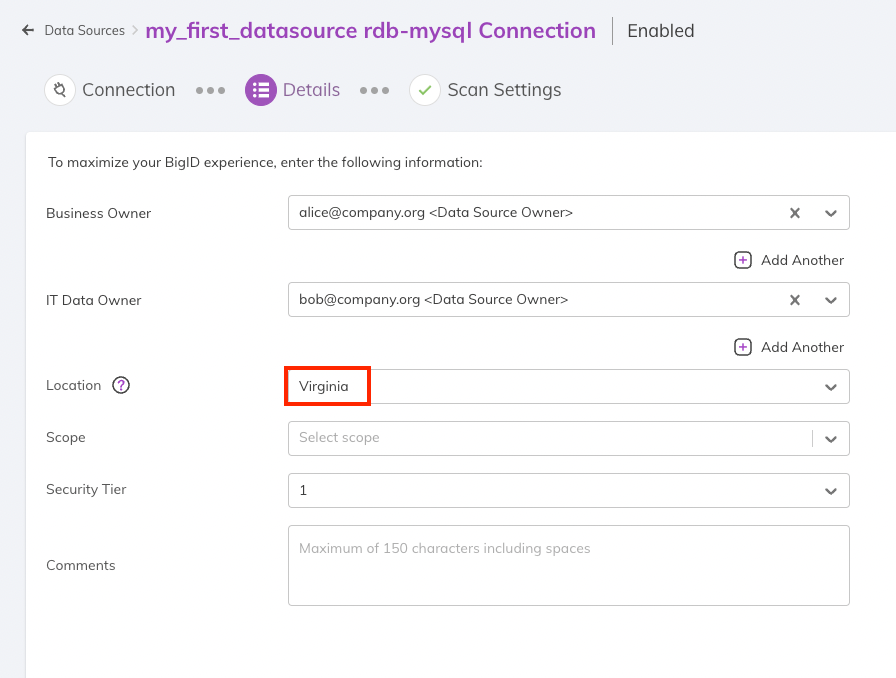 Data Sources my_first_datasource rdb-mysql Connection Enabled
Connection Details Scan Settings
To maximize your BigID experience, enter the following information:
Business Owner alice@company.org <Data Source Owner>
Add Another
IT Data Owner bob@company.org <Data Source Owner>
Add Another
Location ? Virginia
Scope Select scope
Security Tier 1
Maximum of 150 characters including spaces
Comments